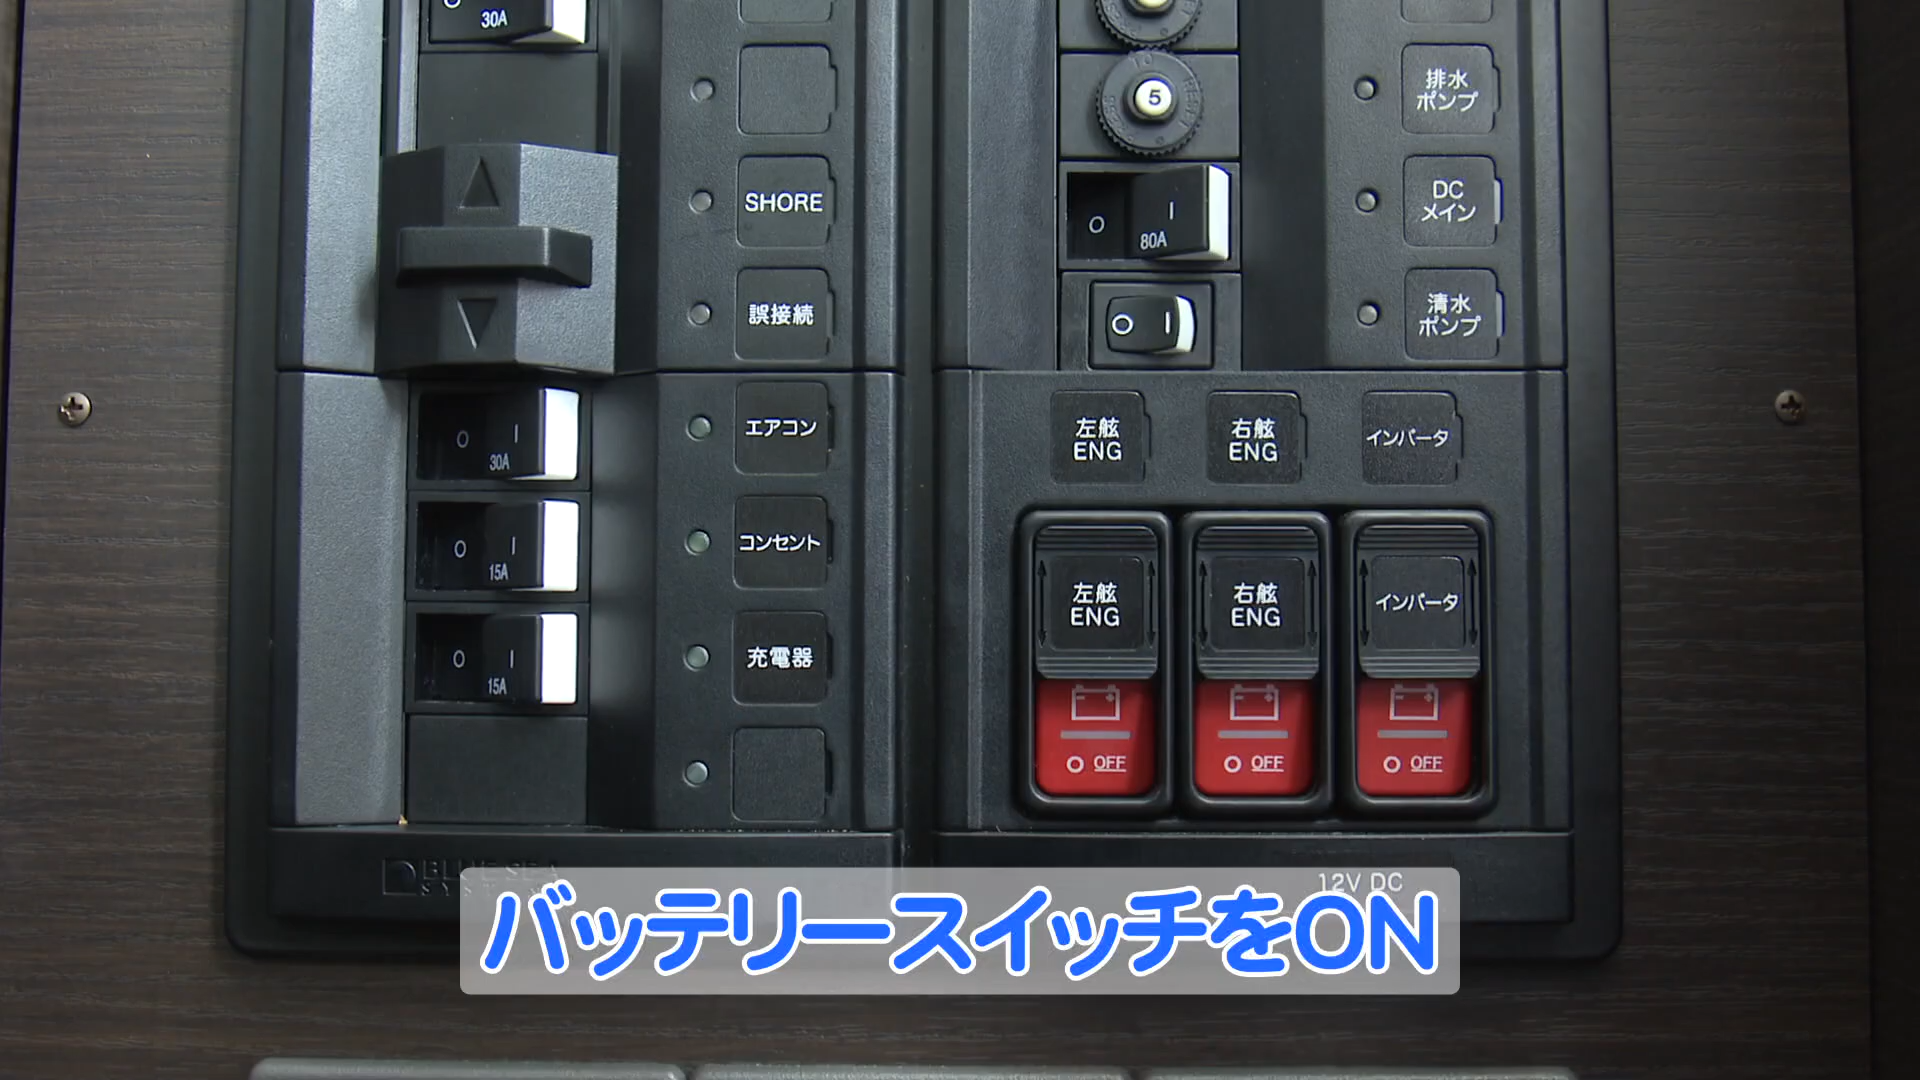 O
30A
5
排水
ポンプ
SHORE
O I
80A
DC
メイン
誤接続
O I
清水
ポンプ
O I
30A
エアコン
左舷
ENG
右舷
ENG
インバータ
O I
15A
コンセント
左舷
ENG
右舷
ENG
インバータ
O I
15A
充電器
O OFF
O OFF
O OFF
BLUE SEA
12V DC
バッテリースイッチをON